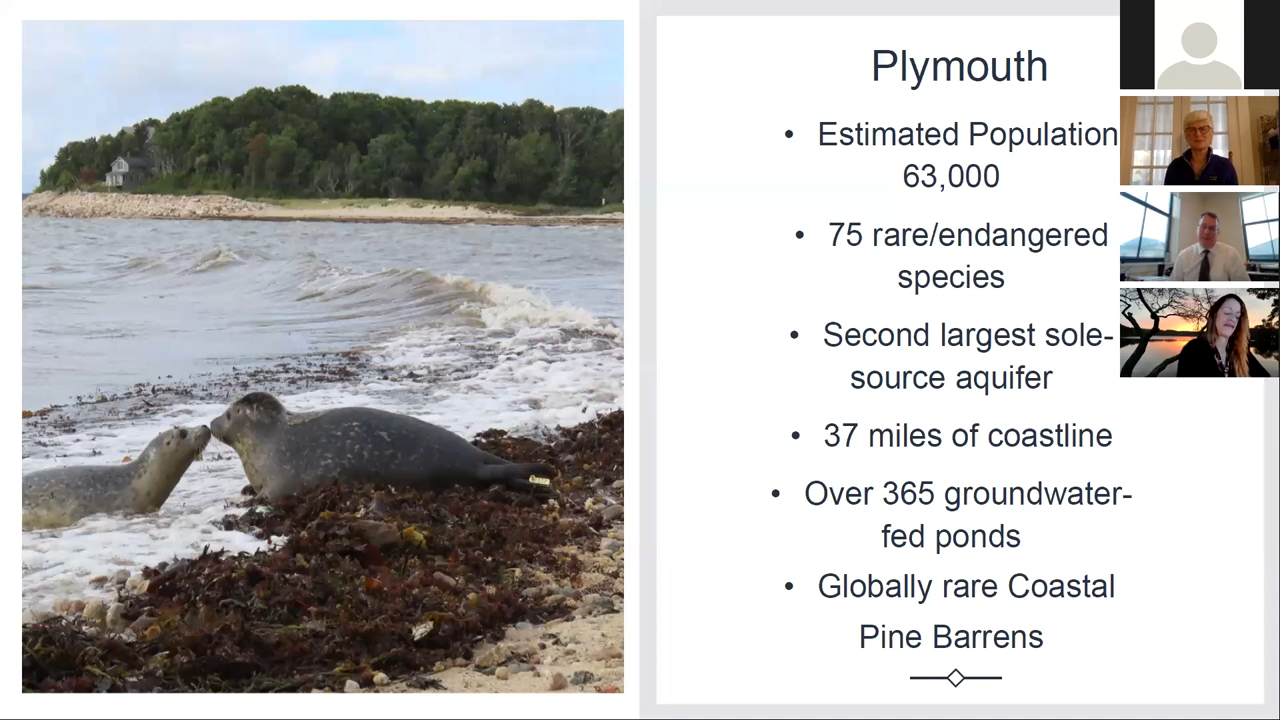 Plymouth
• Estimated Population
63,000
• 75 rare/endangered
species
• Second largest sole-
source aquifer
• 37 miles of coastline
• Over 365 groundwater-
fed ponds
• Globally rare Coastal
Pine Barrens